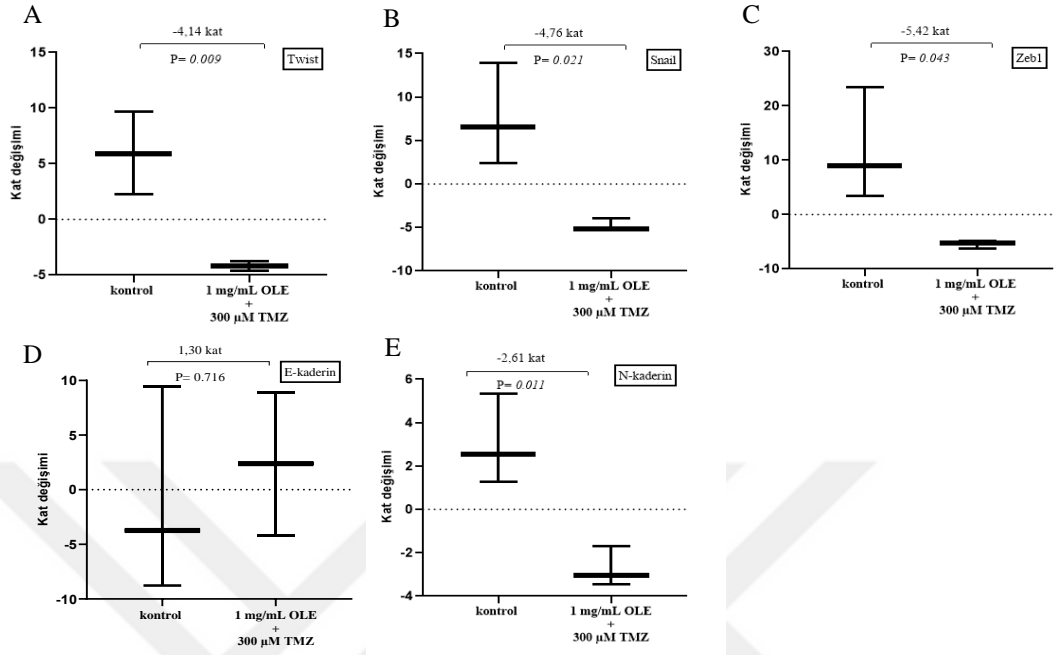 A
-4,14 kat
P= 0.009
Twist
Kat değişimi
15
10
5
0
-5
kontrol
1 mg/mL OLE
+
300 µM TMZ
B
-4,76 kat
P= 0.021
Snail
Kat değişimi
15
10
5
0
-5
-10
kontrol
1 mg/mL OLE
+
300 µM TMZ
C
-5,42 kat
P= 0.043
Zeb1
Kat değişimi
30
20
10
0
-10
kontrol
1 mg/mL OLE
+
300 µM TMZ
D
1,30 kat
P= 0.716
E-kaderin
Kat değişimi
10
5
0
-5
-10
kontrol
1 mg/mL OLE
+
300 µM TMZ
E
-2,61 kat
P= 0.011
N-kaderin
Kat değişimi
6
4
2
0
-2
-4
kontrol
1 mg/mL OLE
+
300 µM TMZ